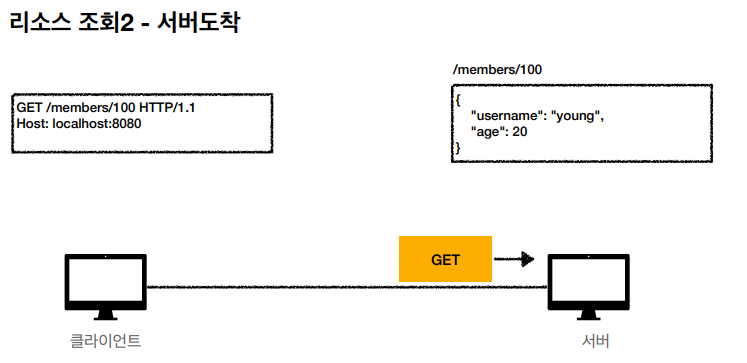 리소스 조회2 - 서버도착
/members/100
GET /members/100 HTTP/1.1
Host: localhost:8080
{
"username": "young",
"age": 20
}
GET
클라이언트
서버